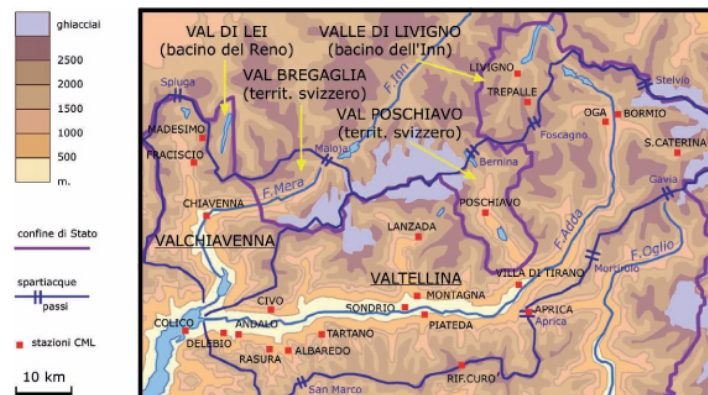 ghiacciai
2500
2000
1500
1000
500
m.
confine di Stato
spartiacque
passi
stazioni CML
10 km
VAL DI LEI
(bacino del Reno)
VALLE DI LIVIGNO
(bacino dell'Inn)
VAL BREGAGLIA
(territ. svizzero)
VAL POSCHIAVO
(territ. svizzero)
F.Inn
LIVIGNO
TREPALLE
Stelvio
Spluga
OGA
BORMIO
MADESIMO
Foscagno
FRACISCIO
Maloja
Bernina
S.CATERINA
Gavia
F.Mera
CHIAVENNA
POSCHIAVO
LANZADA
F.Adda
VALCHIAVENNA
F.Oglio
Mortirolo
VALTELLINA
VILLA DI TIRANO
MONTAGNA
CIVO
SONDRIO
APRICA
Aprica
PIATEDA
COLICO
DELEBIO
ANDALO
TARTANO
RASURA
ALBAREDO
RIF.CURO'
San Marco